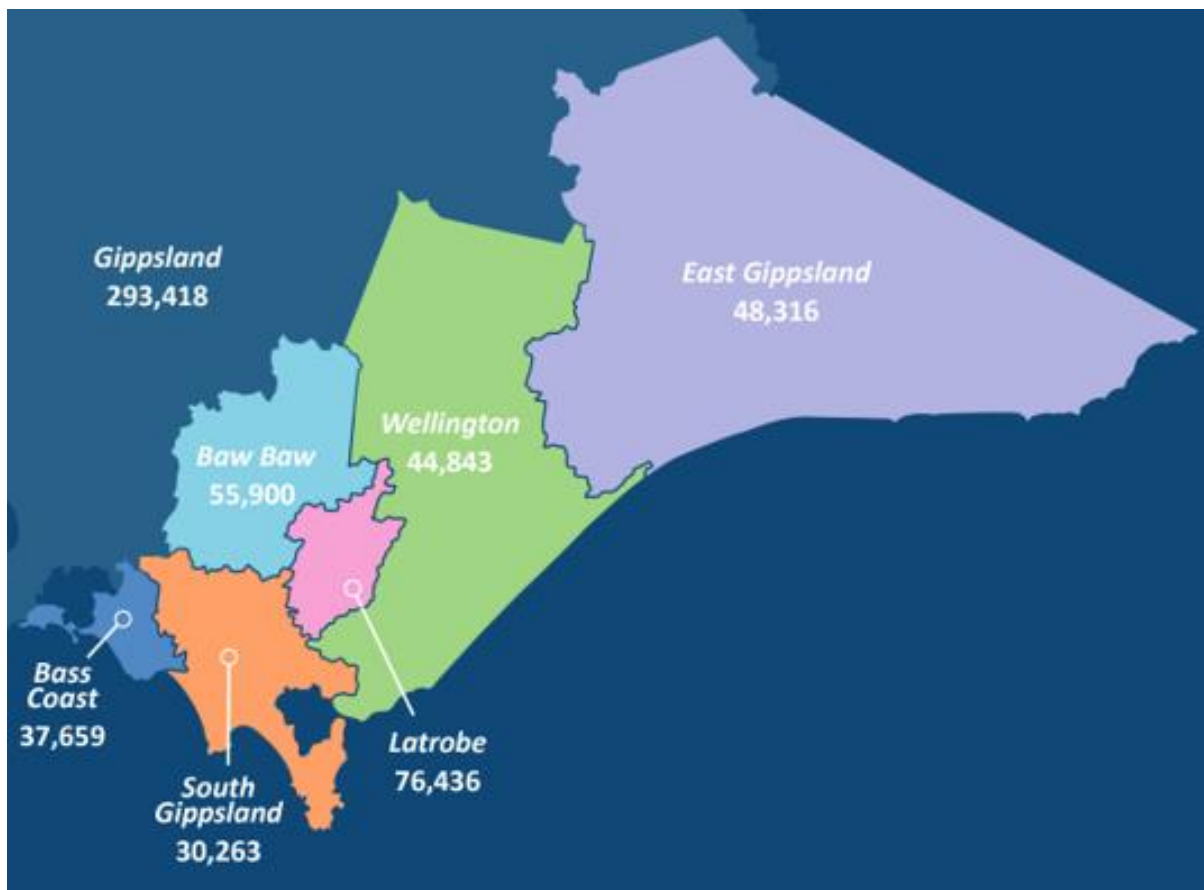 Gippsland
293,418
East Gippsland
48,316
Wellington
44,843
Baw Baw
55,900
Bass
Coast
37,659
Latrobe
76,436
South
Gippsland
30,263